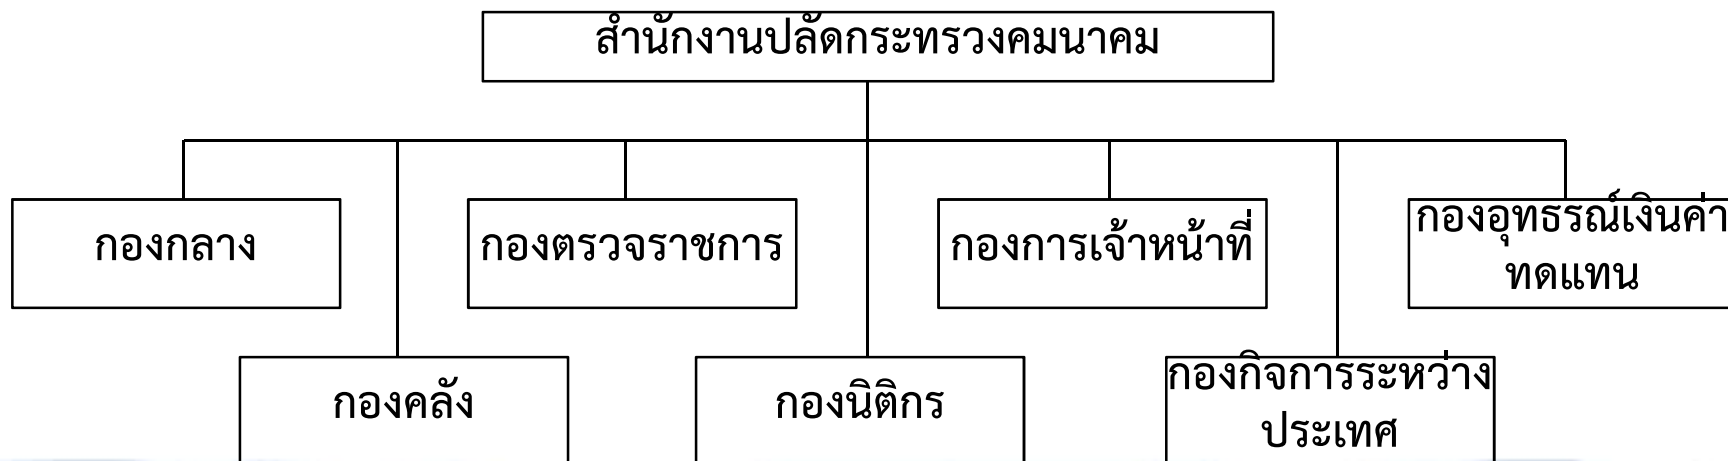 สำนักงานปลัดกระทรวงคมนาคม
กองกลาง
กองตรวจราชการ
กองการเจ้าหน้าที่
กองอุทธรณ์เงินค่า
ทดแทน
กองคลัง
กองนิติกร
กองกิจการระหว่าง
ประเทศ